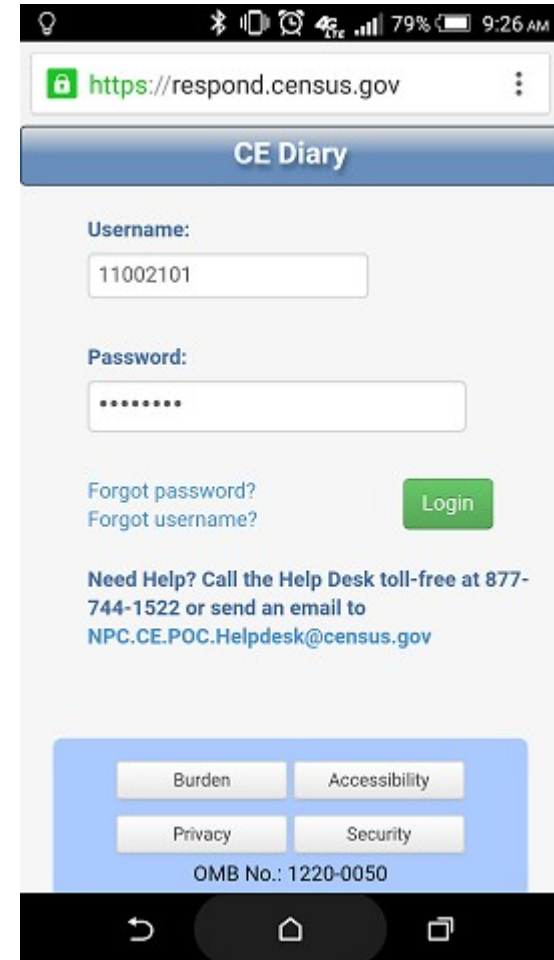 79% 9:26 AM
https://respond.census.gov
CE Diary
Username:
11002101
Password:
••••••••
Forgot password?
Login
Forgot username?
Need Help? Call the Help Desk toll-free at 877-
744-1522 or send an email to
NPC.CE.POC.Helpdesk@census.gov
Burden Accessibility
Privacy Security
OMB No.: 1220-0050